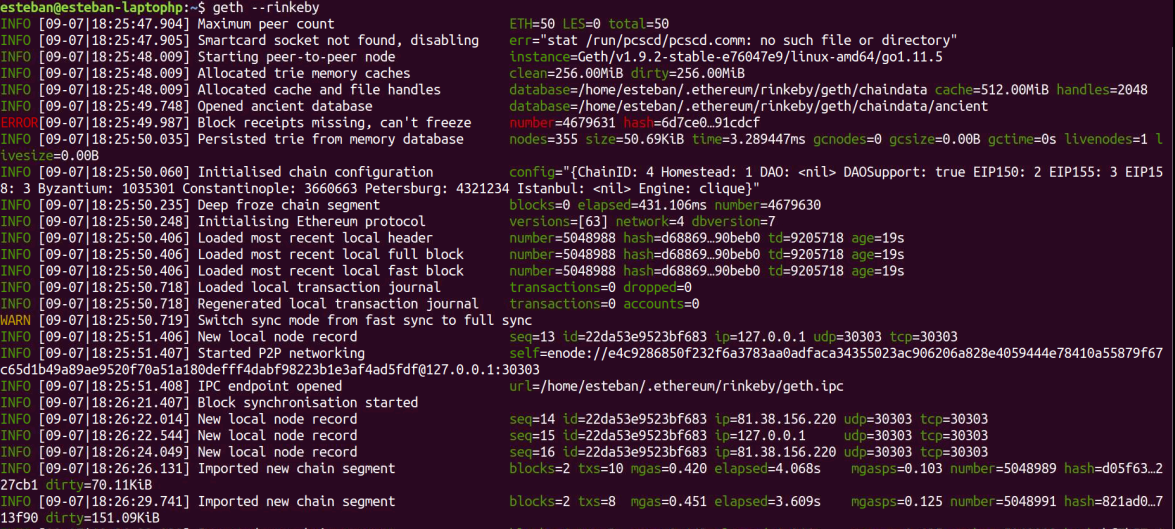 esteban@esteban-laptophp:~$ geth --rinkeby
INFO [09-07|18:25:47.904] Maximum peer count ETH=50 LES=0 total=50
INFO [09-07|18:25:47.905] Smartcard socket not found, disabling err="stat /run/pcscd/pcscd.comm: no such file or directory"
INFO [09-07|18:25:48.009] Starting peer-to-peer node instance=Geth/v1.9.2-stable-e76047e9/linux-amd64/go1.11.5
INFO [09-07|18:25:48.009] Allocated trie memory caches clean=256.00MiB dirty=256.00MiB
INFO [09-07|18:25:48.009] Allocated cache and file handles database=/home/esteban/.ethereum/rinkeby/geth/chaindata cache=512.00MiB handles=2048
INFO [09-07|18:25:49.748] Opened ancient database database=/home/esteban/.ethereum/rinkeby/geth/chaindata/ancient
ERROR[09-07|18:25:49.987] Block receipts missing, can't freeze number=4679631 hash=6d7ce0…91cdcf
INFO [09-07|18:25:50.035] Persisted trie from memory database nodes=355 size=50.69KiB time=3.289447ms gcnodes=0 gcsize=0.00B gctime=0s livenodes=1 l
ivesize=0.00B
INFO [09-07|18:25:50.060] Initialised chain configuration config="{ChainID: 4 Homestead: 1 DAO: <nil> DAOSupport: true EIP150: 2 EIP155: 3 EIP15
8: 3 Byzantium: 1035301 Constantinople: 3660663 Petersburg: 4321234 Istanbul: <nil> Engine: clique}"
INFO [09-07|18:25:50.235] Deep froze chain segment blocks=0 elapsed=431.106ms number=4679630
INFO [09-07|18:25:50.248] Initialising Ethereum protocol versions=[63] network=4 dbversion=7
INFO [09-07|18:25:50.406] Loaded most recent local header number=5048988 hash=d68869…90beb0 td=9205718 age=19s
INFO [09-07|18:25:50.406] Loaded most recent local full block number=5048988 hash=d68869…90beb0 td=9205718 age=19s
INFO [09-07|18:25:50.406] Loaded most recent local fast block number=5048988 hash=d68869…90beb0 td=9205718 age=19s
INFO [09-07|18:25:50.718] Loaded local transaction journal transactions=0 dropped=0
INFO [09-07|18:25:50.718] Regenerated local transaction journal transactions=0 accounts=0
WARN [09-07|18:25:50.719] Switch sync mode from fast sync to full sync
INFO [09-07|18:25:51.406] New local node record seq=13 id=22da53e9523bf683 ip=127.0.0.1 udp=30303 tcp=30303
INFO [09-07|18:25:51.407] Started P2P networking self=enode://e4c9286850f232f6a3783aa0adfaca34355023ac906206a828e4059444e78410a55879f67
c65d1b49a89ae9520f70a51a180defff4dabf98223b1e3af4ad5fdf@127.0.0.1:30303
INFO [09-07|18:25:51.408] IPC endpoint opened url=/home/esteban/.ethereum/rinkeby/geth.ipc
INFO [09-07|18:26:21.407] Block synchronisation started
INFO [09-07|18:26:22.014] New local node record seq=14 id=22da53e9523bf683 ip=81.38.156.220 udp=30303 tcp=30303
INFO [09-07|18:26:22.544] New local node record seq=15 id=22da53e9523bf683 ip=127.0.0.1 udp=30303 tcp=30303
INFO [09-07|18:26:24.049] New local node record seq=16 id=22da53e9523bf683 ip=81.38.156.220 udp=30303 tcp=30303
INFO [09-07|18:26:26.131] Imported new chain segment blocks=2 txs=10 mgas=0.420 elapsed=4.068s mgasps=0.103 number=5048989 hash=d05f63…2
27cb1 dirty=70.11KiB
INFO [09-07|18:26:29.741] Imported new chain segment blocks=2 txs=8 mgas=0.451 elapsed=3.609s mgasps=0.125 number=5048991 hash=821ad0…7
13f90 dirty=151.09KiB